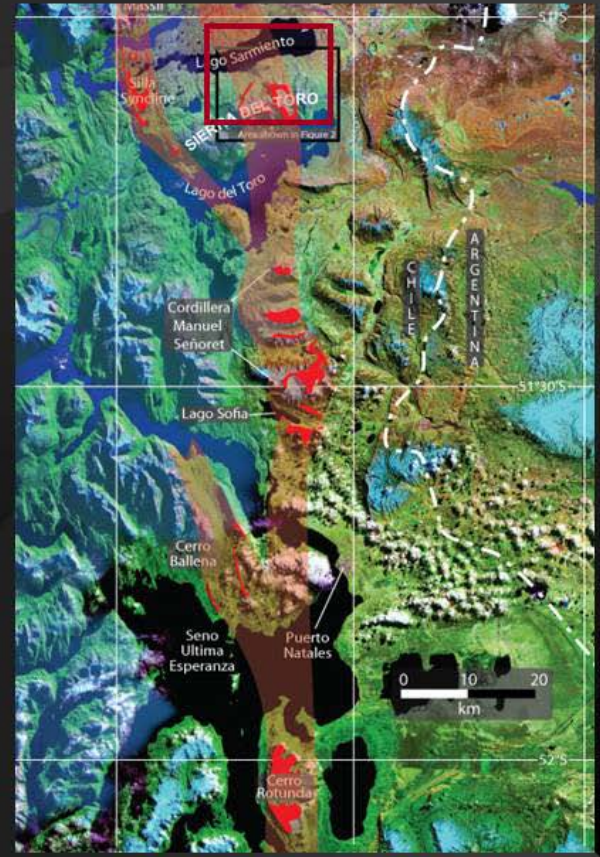 Massif
51°S
Lago Sarmiento
Silla
Syncline
SIERRA DEL TORO
Area shown in Figure 2
Lago del Toro
CHILE
ARGENTINA
Cordillera
Manuel
Señoret
51°30'S
Lago Sofia
Cerro
Ballena
Seno
Ultima
Esperanza
Puerto
Natales
0 10 20
km
52°S
Cerro
Rotunda